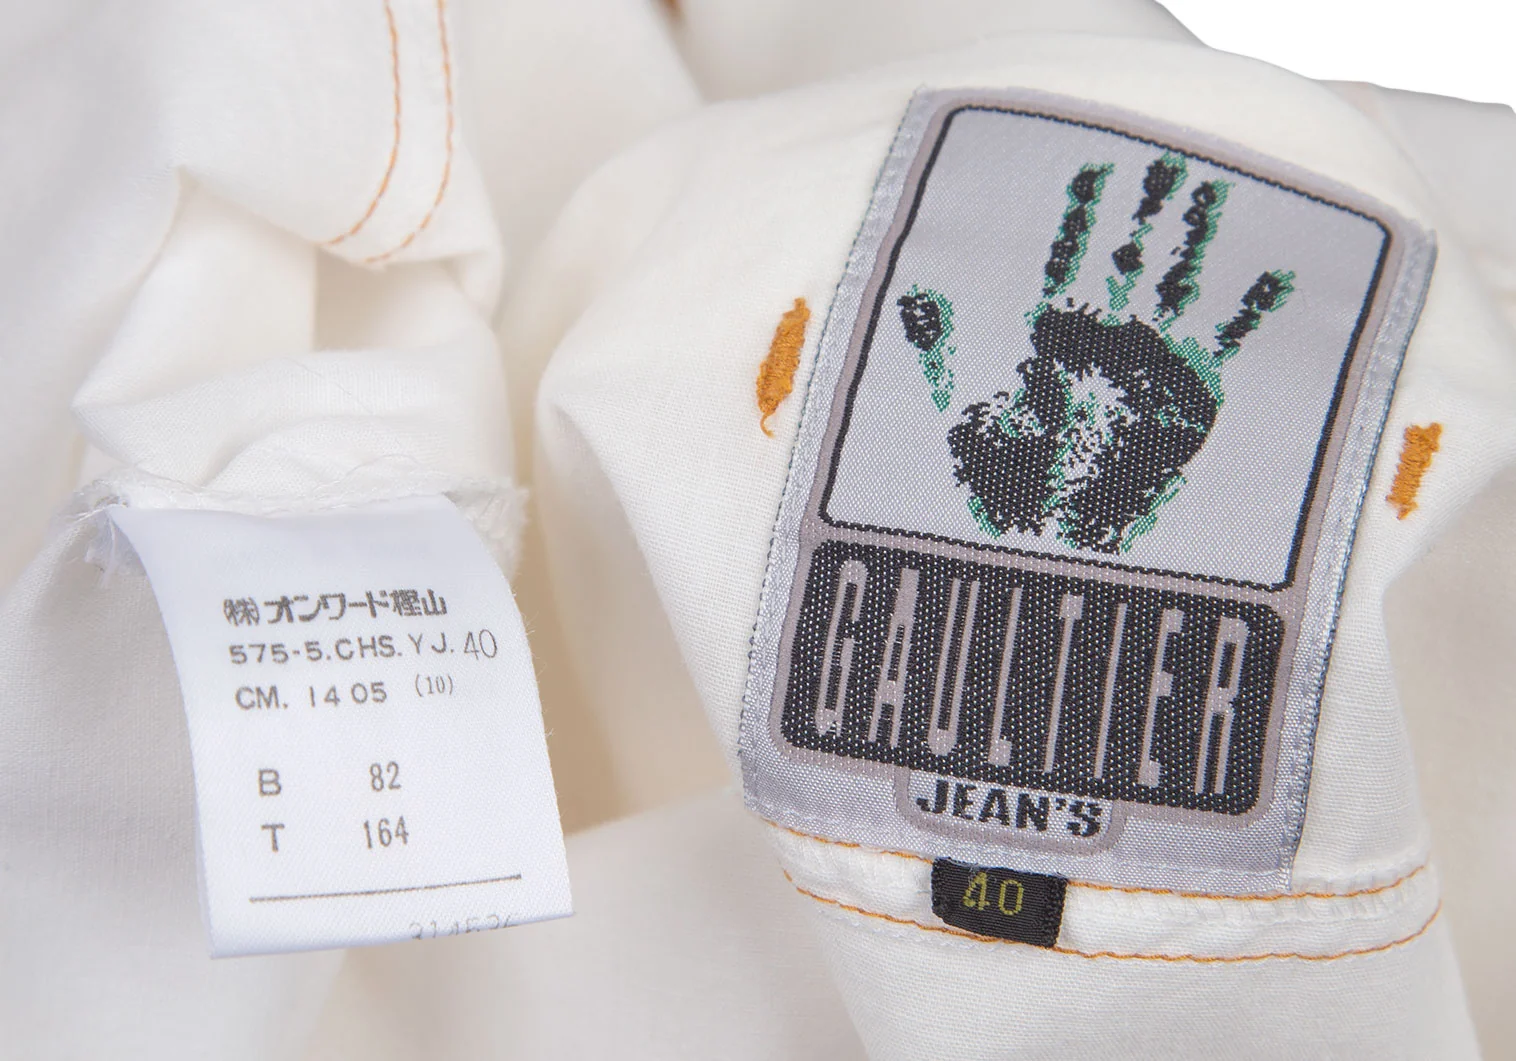 ㈱オンワード樫山
575-5.CHS.YJ.40
CM. 1405 (10)
B 82
T 164
GAULTIER
JEAN'S
40